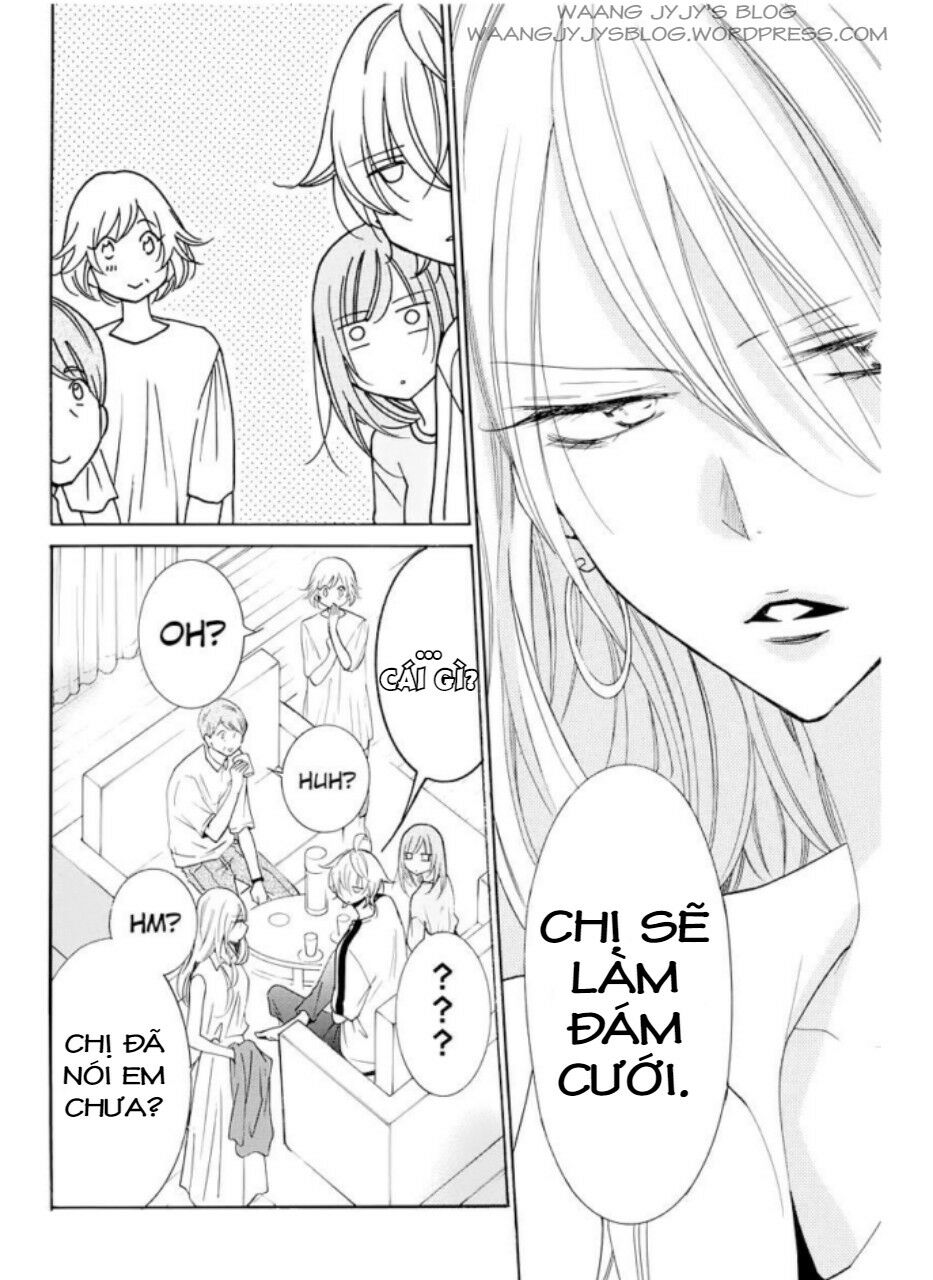 WAANG JYJY'S BLOG
WAANGJYJYSBLOG.WORDPRESS.COM
CHỊ SẼ
LÀM
ĐÁM
CƯỚI.
...
CÁI GÌ?
OH?
HUH?
HM?
CHỊ ĐÃ
NÓI EM
CHƯA?
?
?
?